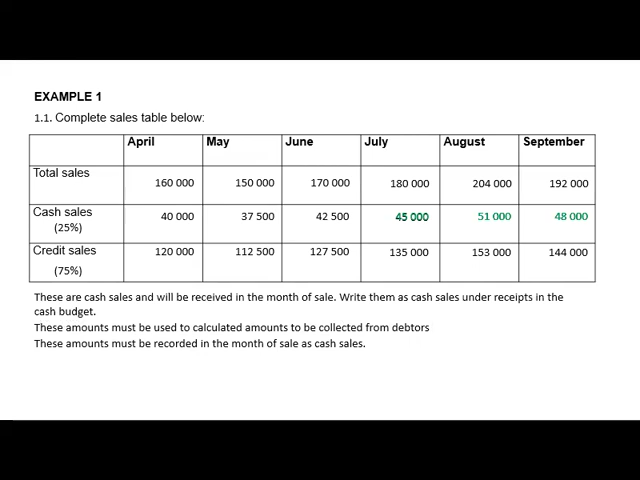 EXAMPLE 1
1.1. Complete sales table below:
April May June July August September
Total sales 160 000 150 000 170 000 180 000 204 000 192 000
Cash sales (25%) 40 000 37 500 42 500 45 000 51 000 48 000
Credit sales (75%) 120 000 112 500 127 500 135 000 153 000 144 000
These are cash sales and will be received in the month of sale. Write them as cash sales under receipts in the
cash budget.
These amounts must be used to calculated amounts to be collected from debtors
These amounts must be recorded in the month of sale as cash sales.